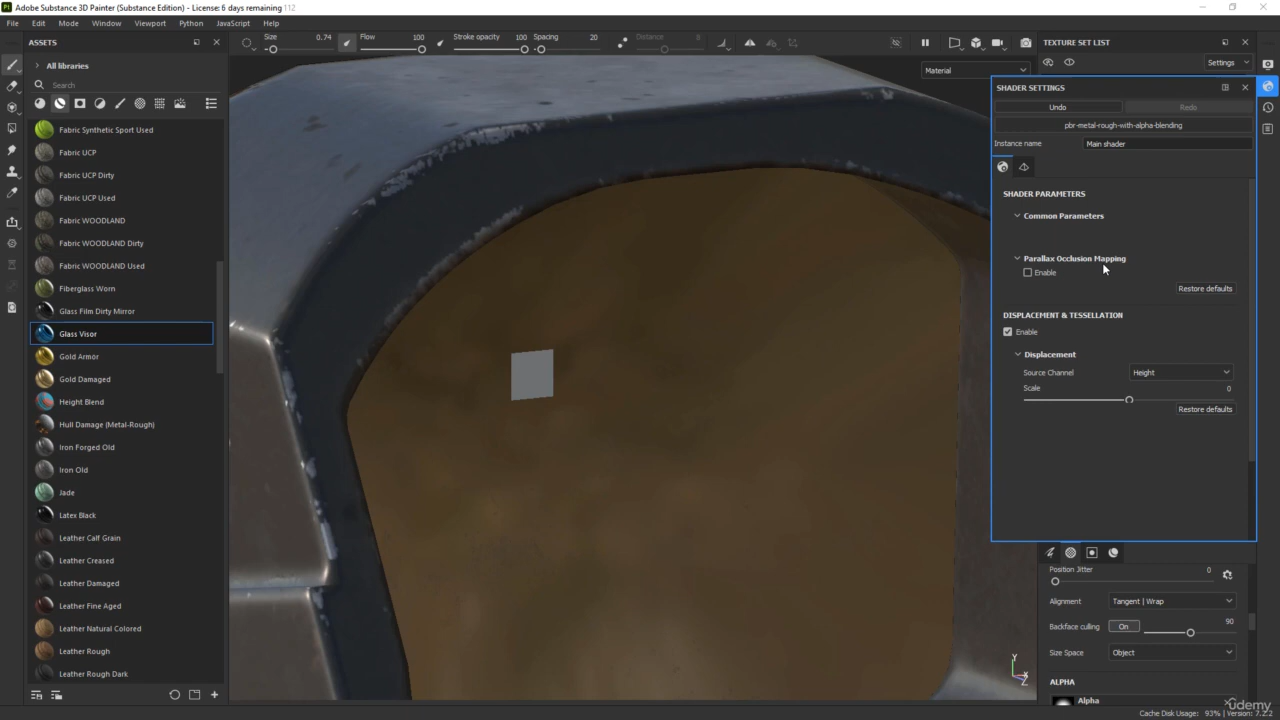 Adobe Substance 3D Painter (Substance Edition) - License: 6 days remaining 112
File Edit Mode Window Viewport Python JavaScript Help
ASSETS
Size 0.74 Flow 100 Stroke opacity 100 Spacing 20 Distance 8
TEXTURE SET LIST
Settings
All libraries
Search
Material
SHADER SETTINGS
Undo Redo
pbr-metal-rough-with-alpha-blending
Instance name Main shader
SHADER PARAMETERS
Common Parameters
Parallax Occlusion Mapping
Enable
Restore defaults
DISPLACEMENT & TESSELLATION
Enable
Displacement
Source Channel Height
Scale 0
Restore defaults
Fabric Synthetic Sport Used
Fabric UCP
Fabric UCP Dirty
Fabric UCP Used
Fabric WOODLAND
Fabric WOODLAND Dirty
Fabric WOODLAND Used
Fiberglass Worn
Glass Film Dirty Mirror
Glass Visor
Gold Armor
Gold Damaged
Height Blend
Hull Damage (Metal-Rough)
Iron Forged Old
Iron Old
Jade
Latex Black
Leather Calf Grain
Leather Creased
Leather Damaged
Leather Fine Aged
Leather Natural Colored
Leather Rough
Leather Rough Dark
Position Jitter 0
Alignment Tangent | Wrap
Backface culling On 90
Size Space Object
ALPHA
Alpha
Y
X
Z
Cache Disk Usage: 93% | Version: 7.2.2
udemy